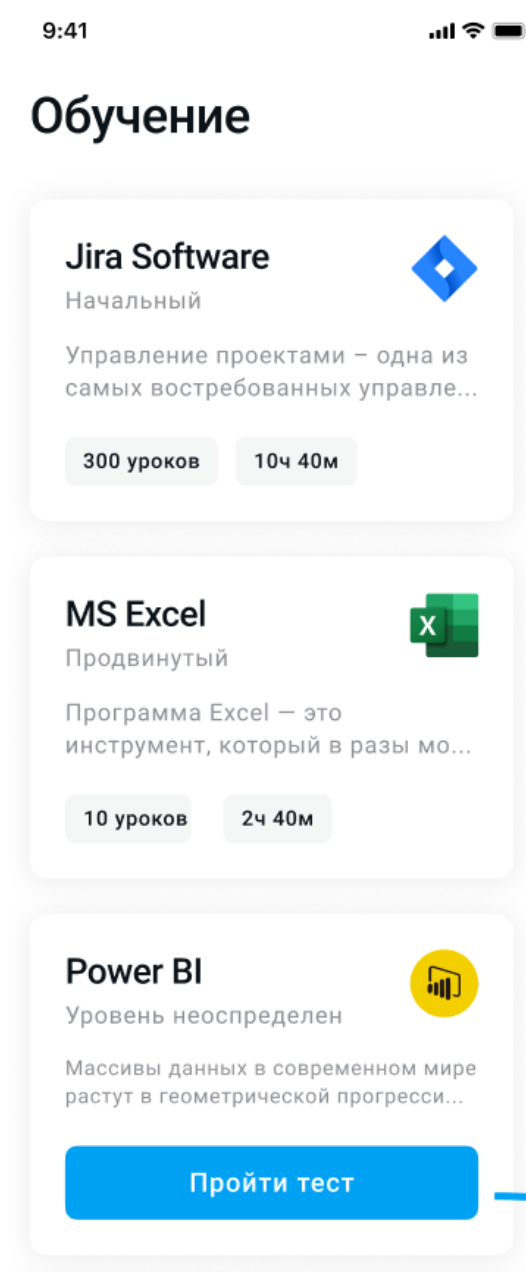 9:41
Обучение
Jira Software
Начальный
Управление проектами – одна из
самых востребованных управле...
300 уроков 10ч 40м
MS Excel
X
Продвинутый
Программа Excel — это
инструмент, который в разы мо...
10 уроков 2ч 40м
Power BI
Уровень неоспределен
Массивы данных в современном мире
растут в геометрической прогресси...
Пройти тест